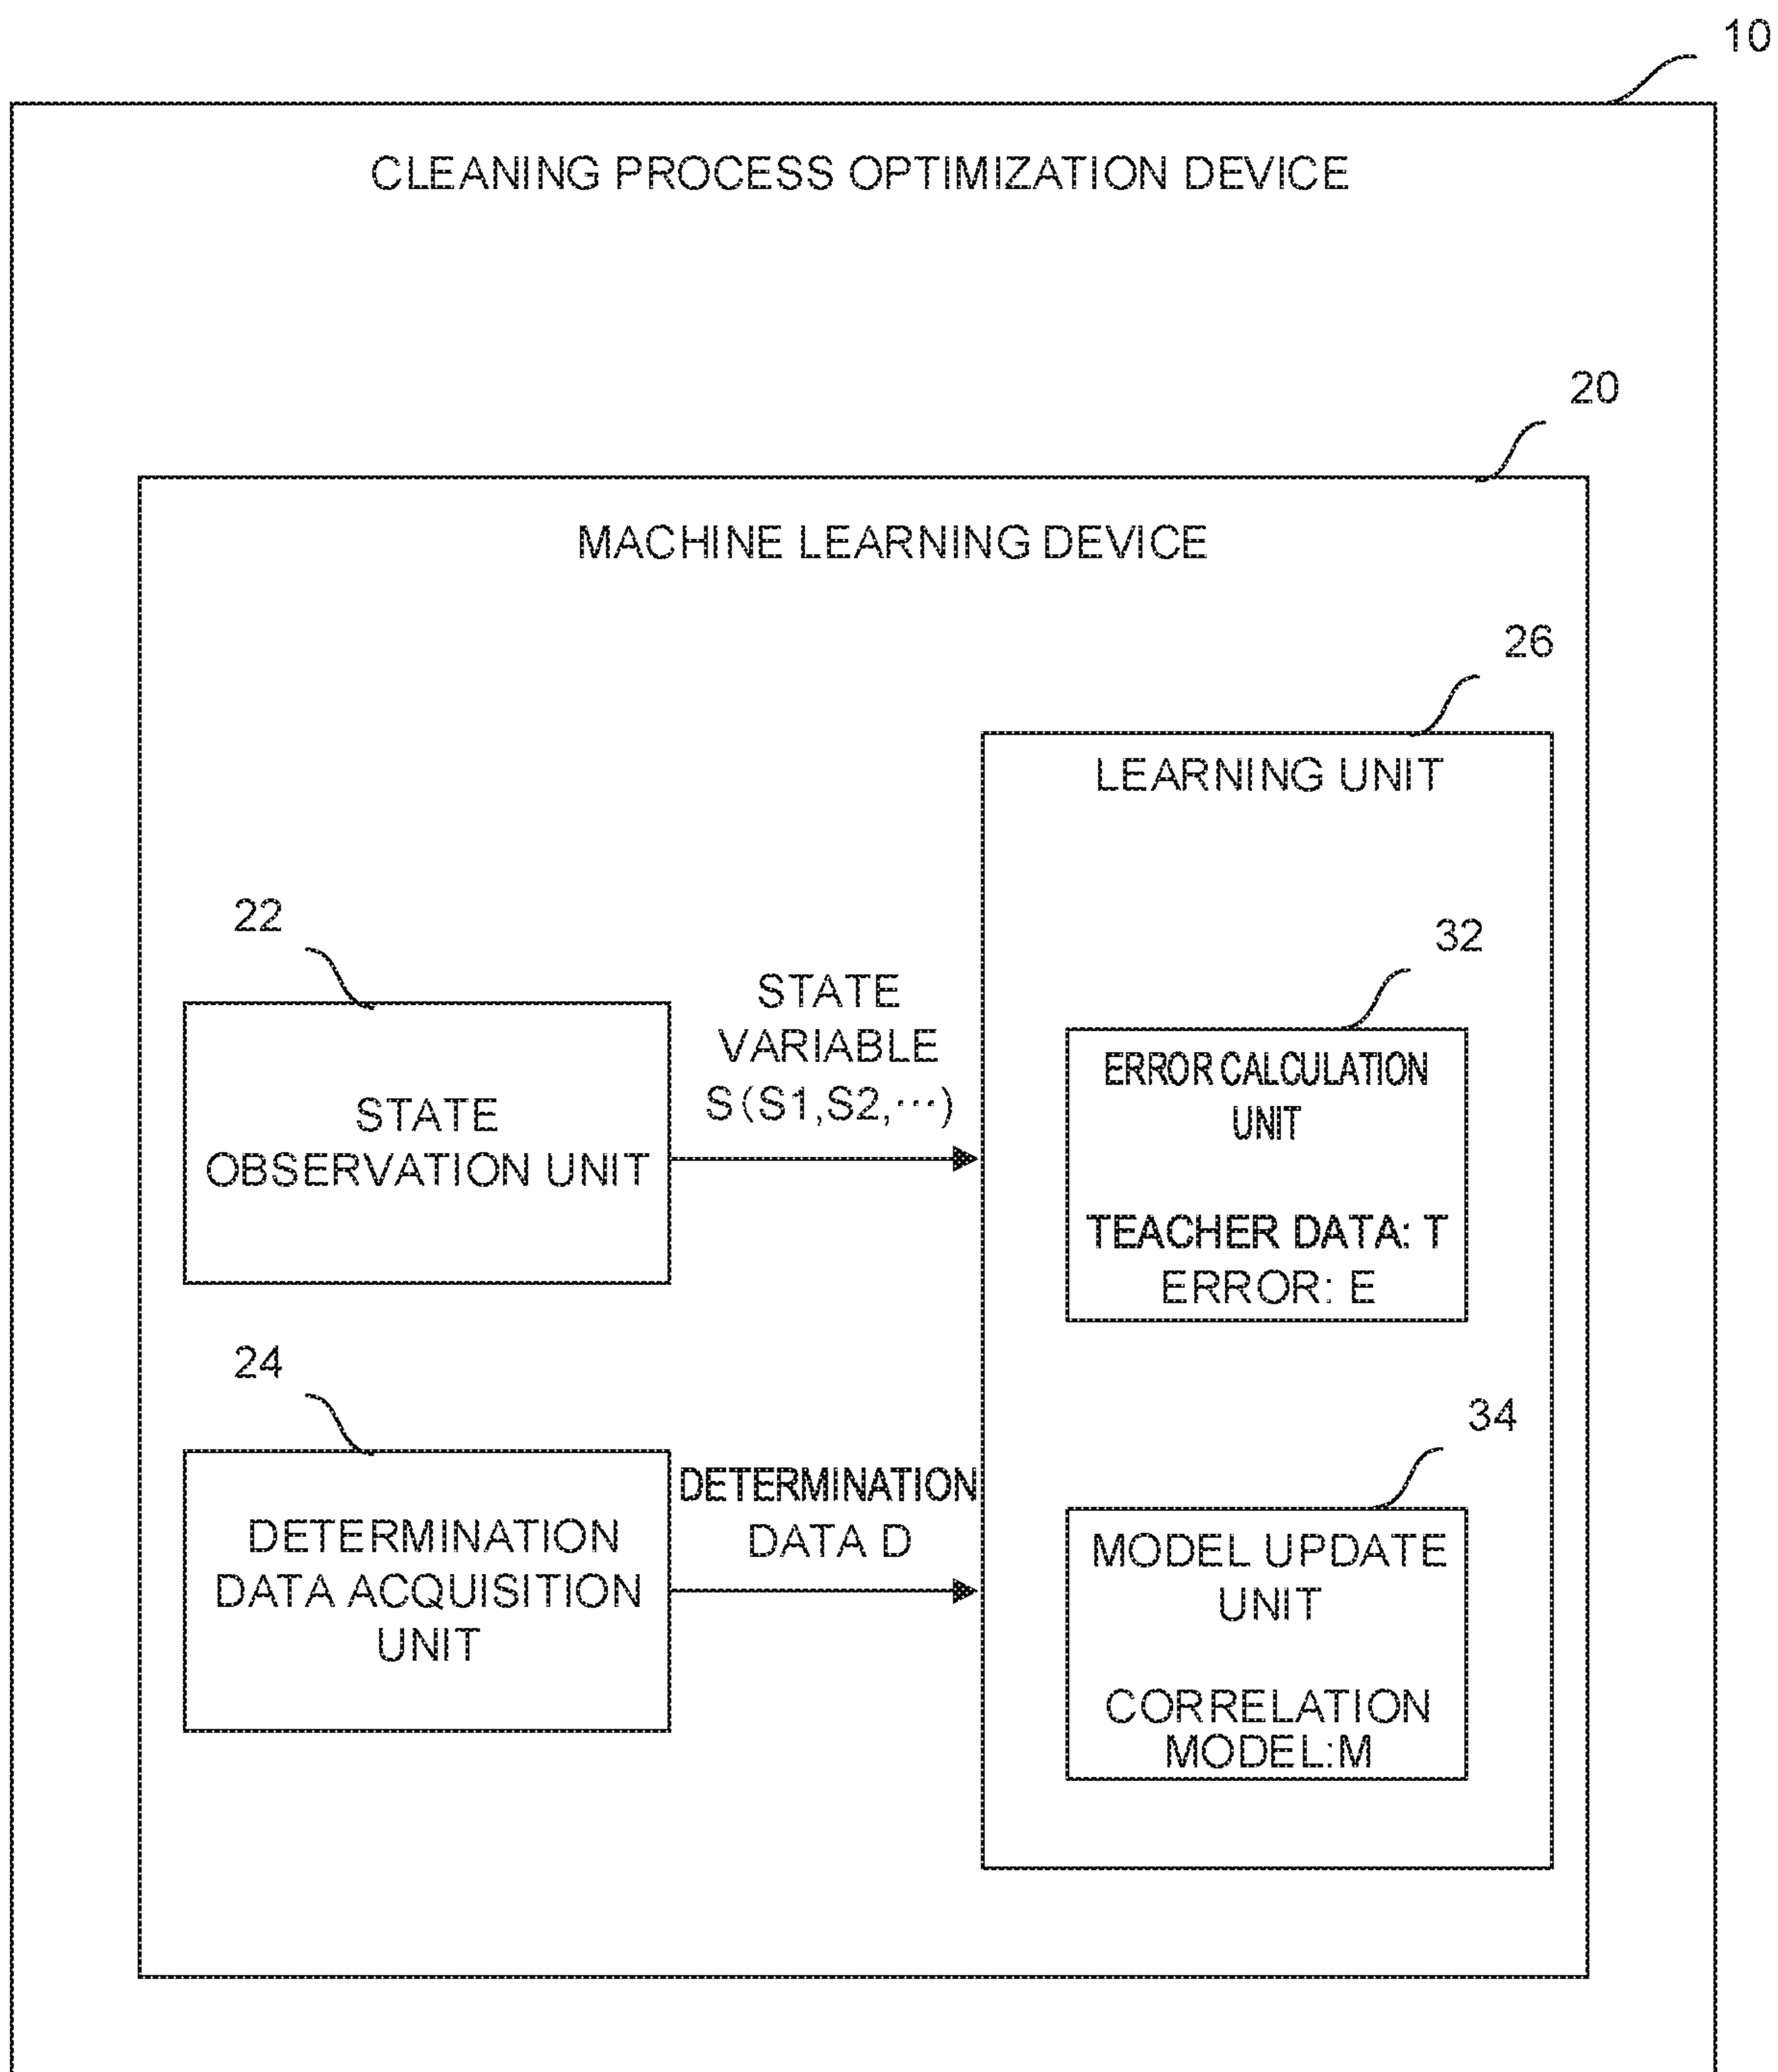 10
CLEANING PROCESS OPTIMIZATION DEVICE
20
MACHINE LEARNING DEVICE
26
LEARNING UNIT
22
STATE
OBSERVATION UNIT
STATE
VARIABLE
S(S1,S2,⋯)
32
ERROR CALCULATION
UNIT
TEACHER DATA: T
ERROR: E
24
DETERMINATION
DATA ACQUISITION
UNIT
DETERMINATION
DATA D
34
MODEL UPDATE
UNIT
CORRELATION
MODEL:M